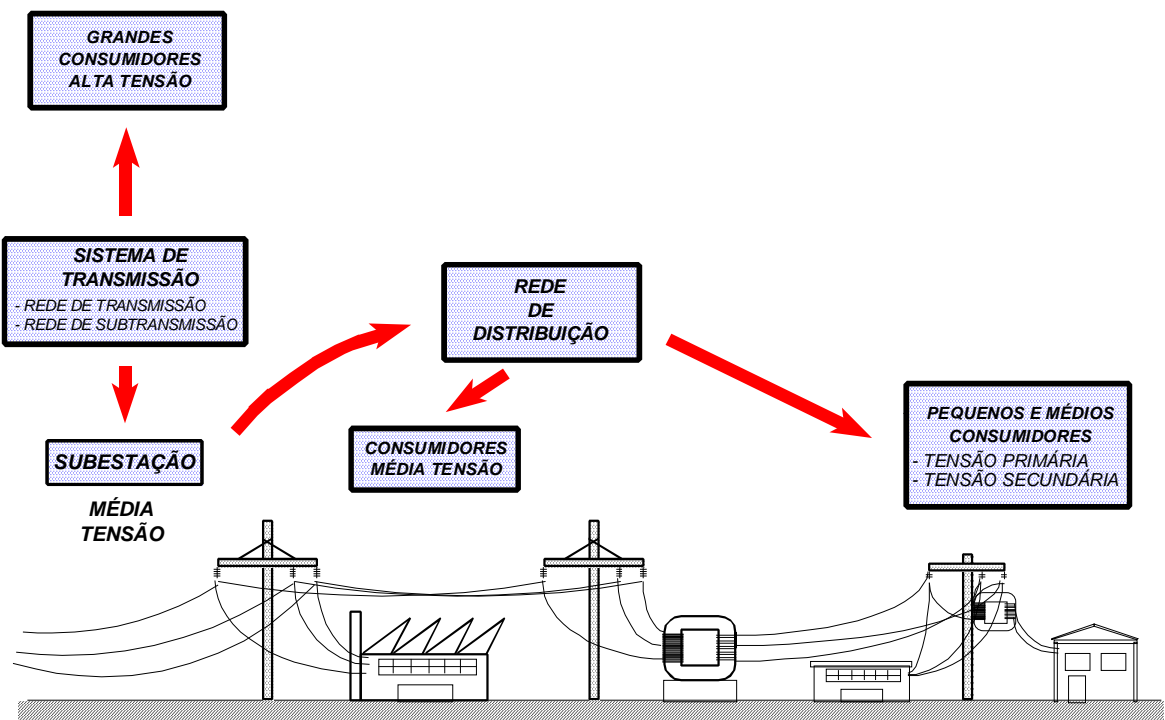 GRANDES
CONSUMIDORES
ALTA TENSÃO
SISTEMA DE
TRANSMISSÃO
- REDE DE TRANSMISSÃO
- REDE DE SUBTRANSMISSÃO
REDE
DE
DISTRIBUIÇÃO
PEQUENOS E MÉDIOS
CONSUMIDORES
- TENSÃO PRIMÁRIA
- TENSÃO SECUNDÁRIA
CONSUMIDORES
MÉDIA TENSÃO
SUBESTAÇÃO
MÉDIA
TENSÃO